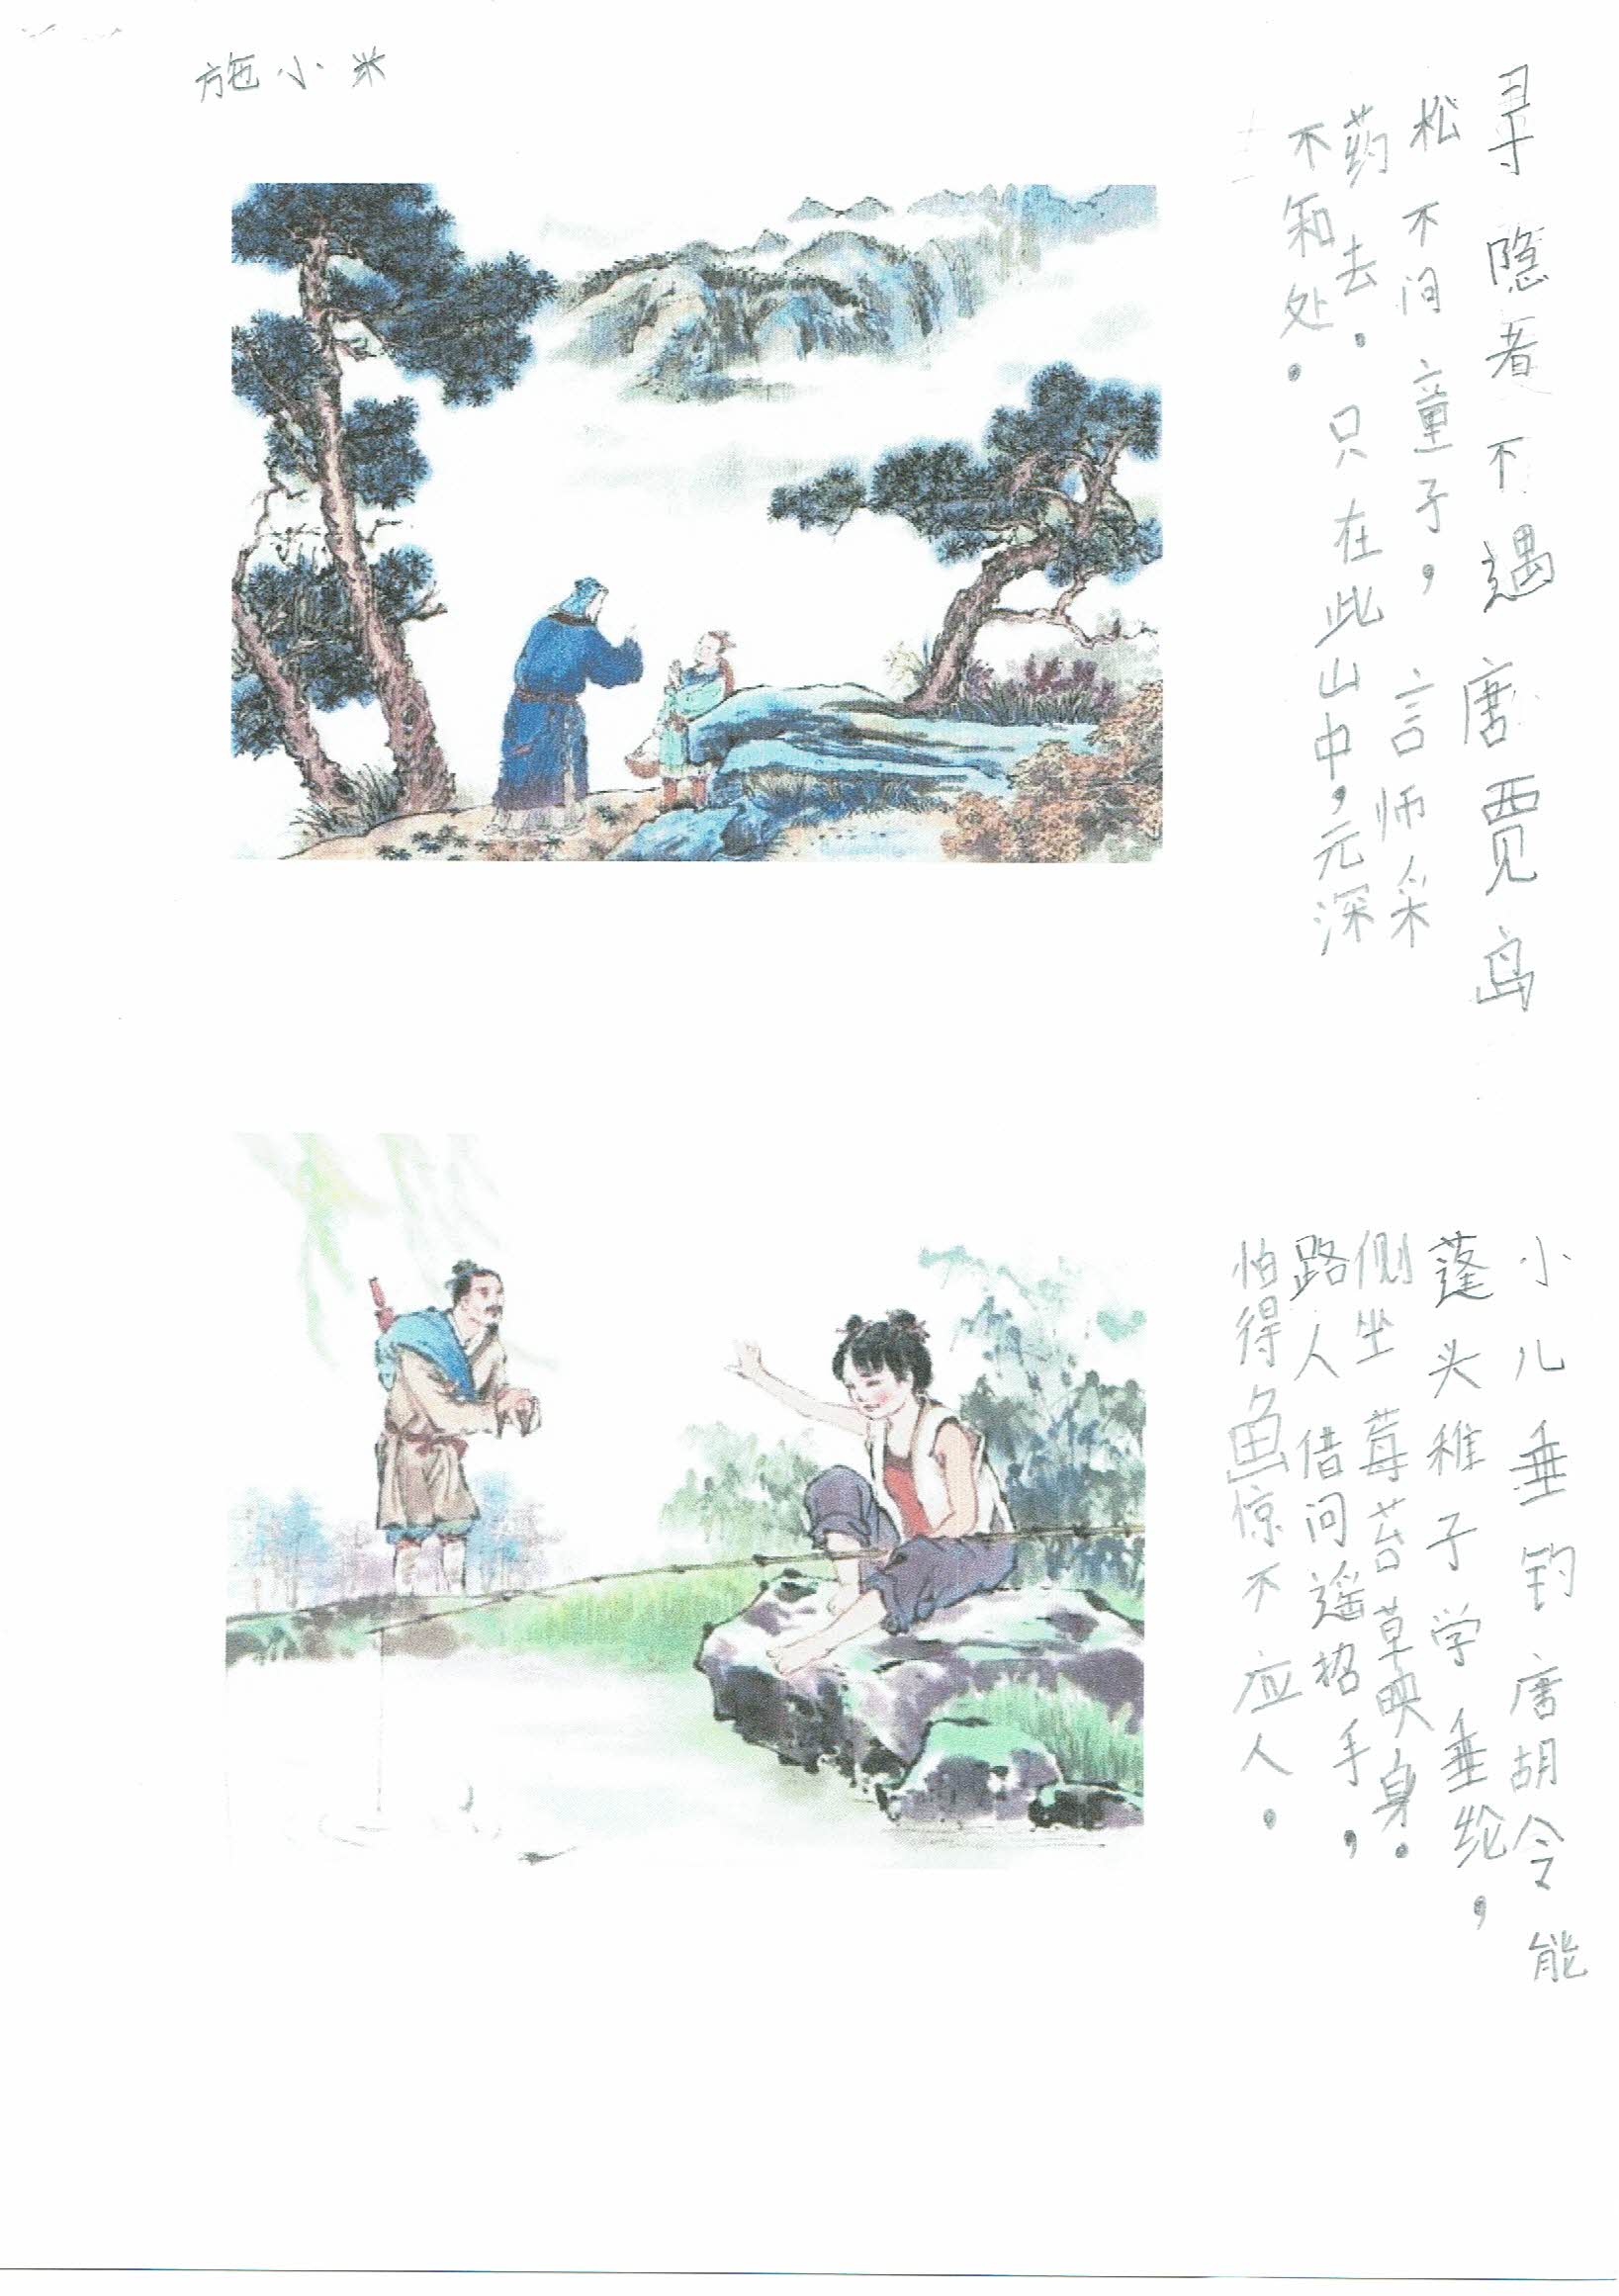 施小米
寻隐者不遇唐贾岛
松不问童子，言师采
药去。只在此山中，元深
不知处。
小儿垂钓唐胡令能
蓬头稚子学垂纶，
侧坐莓苔草映身。
路人借问遥招手，
怕得鱼惊不应人。